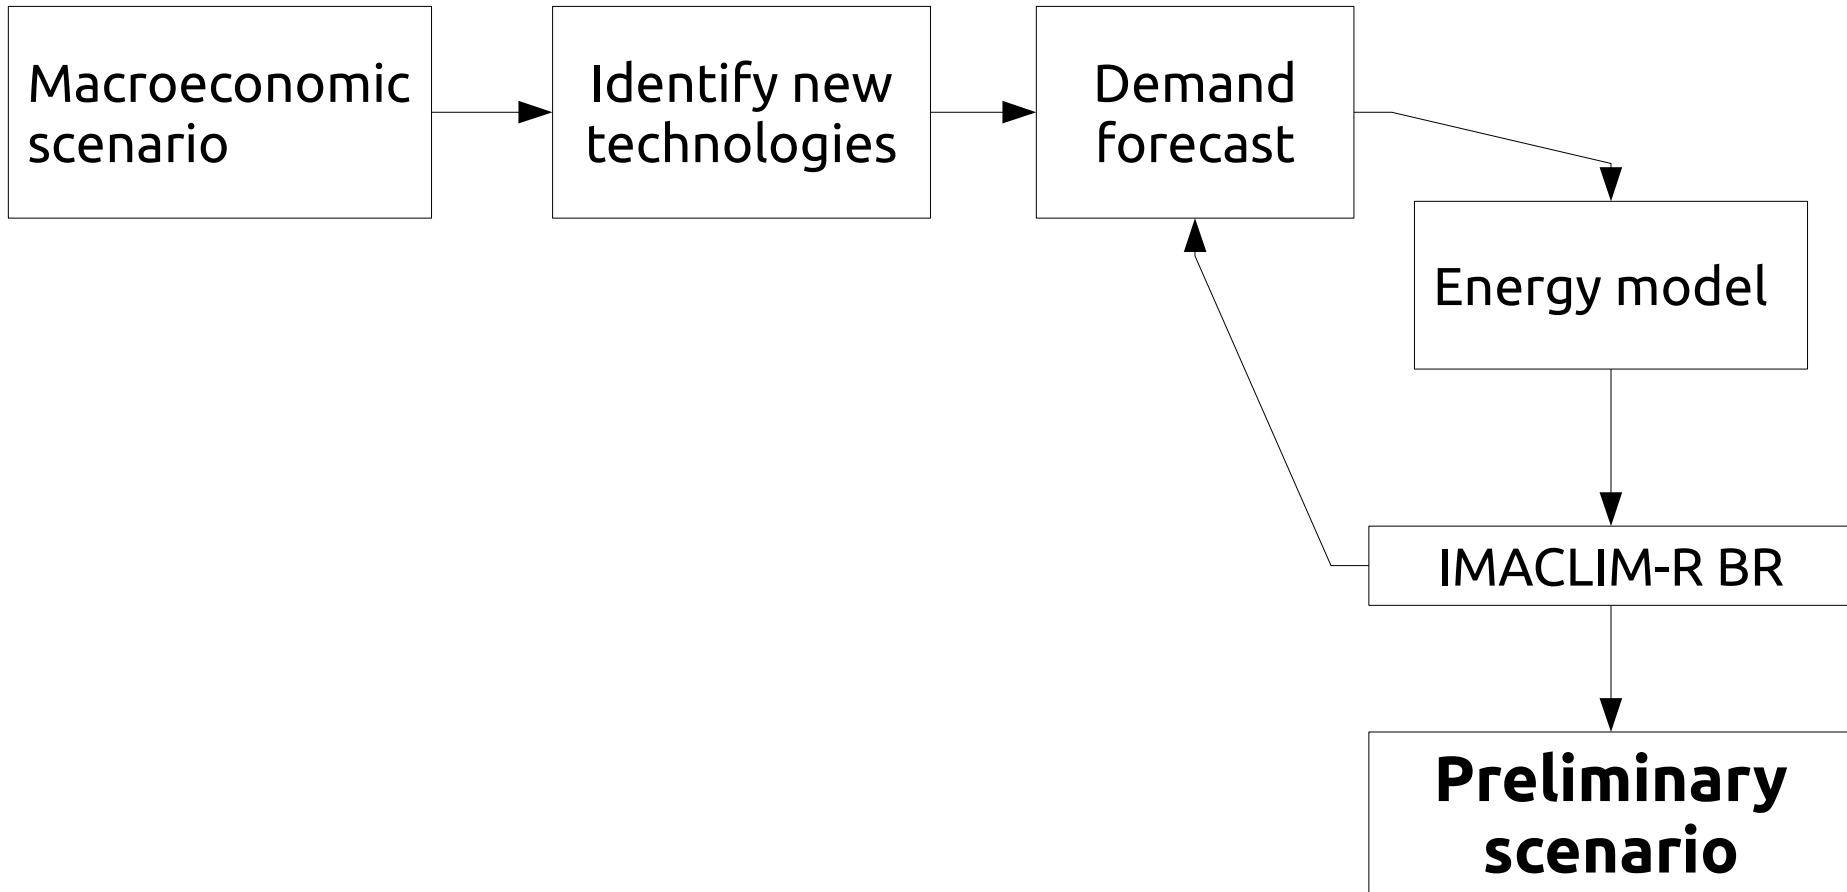 Macroeconomic
scenario
Identify new
technologies
Demand
forecast
Energy model
IMACLIM-R BR
Preliminary
scenario